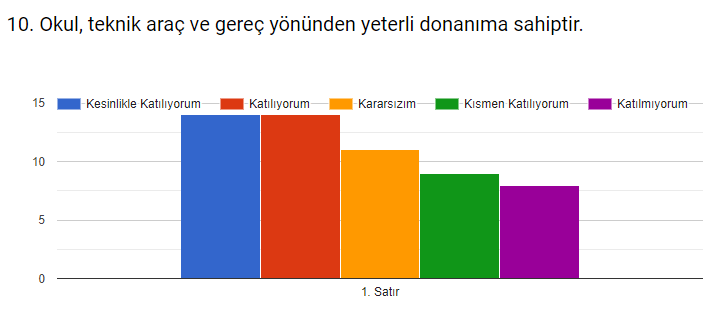 10. Okul, teknik araç ve gereç yönünden yeterli donanıma sahiptir.
15
Kesinlikle Katılıyorum
Katılıyorum
Kararsızım
Kısmen Katılıyorum
Katılmıyorum
10
5
0
1. Satır